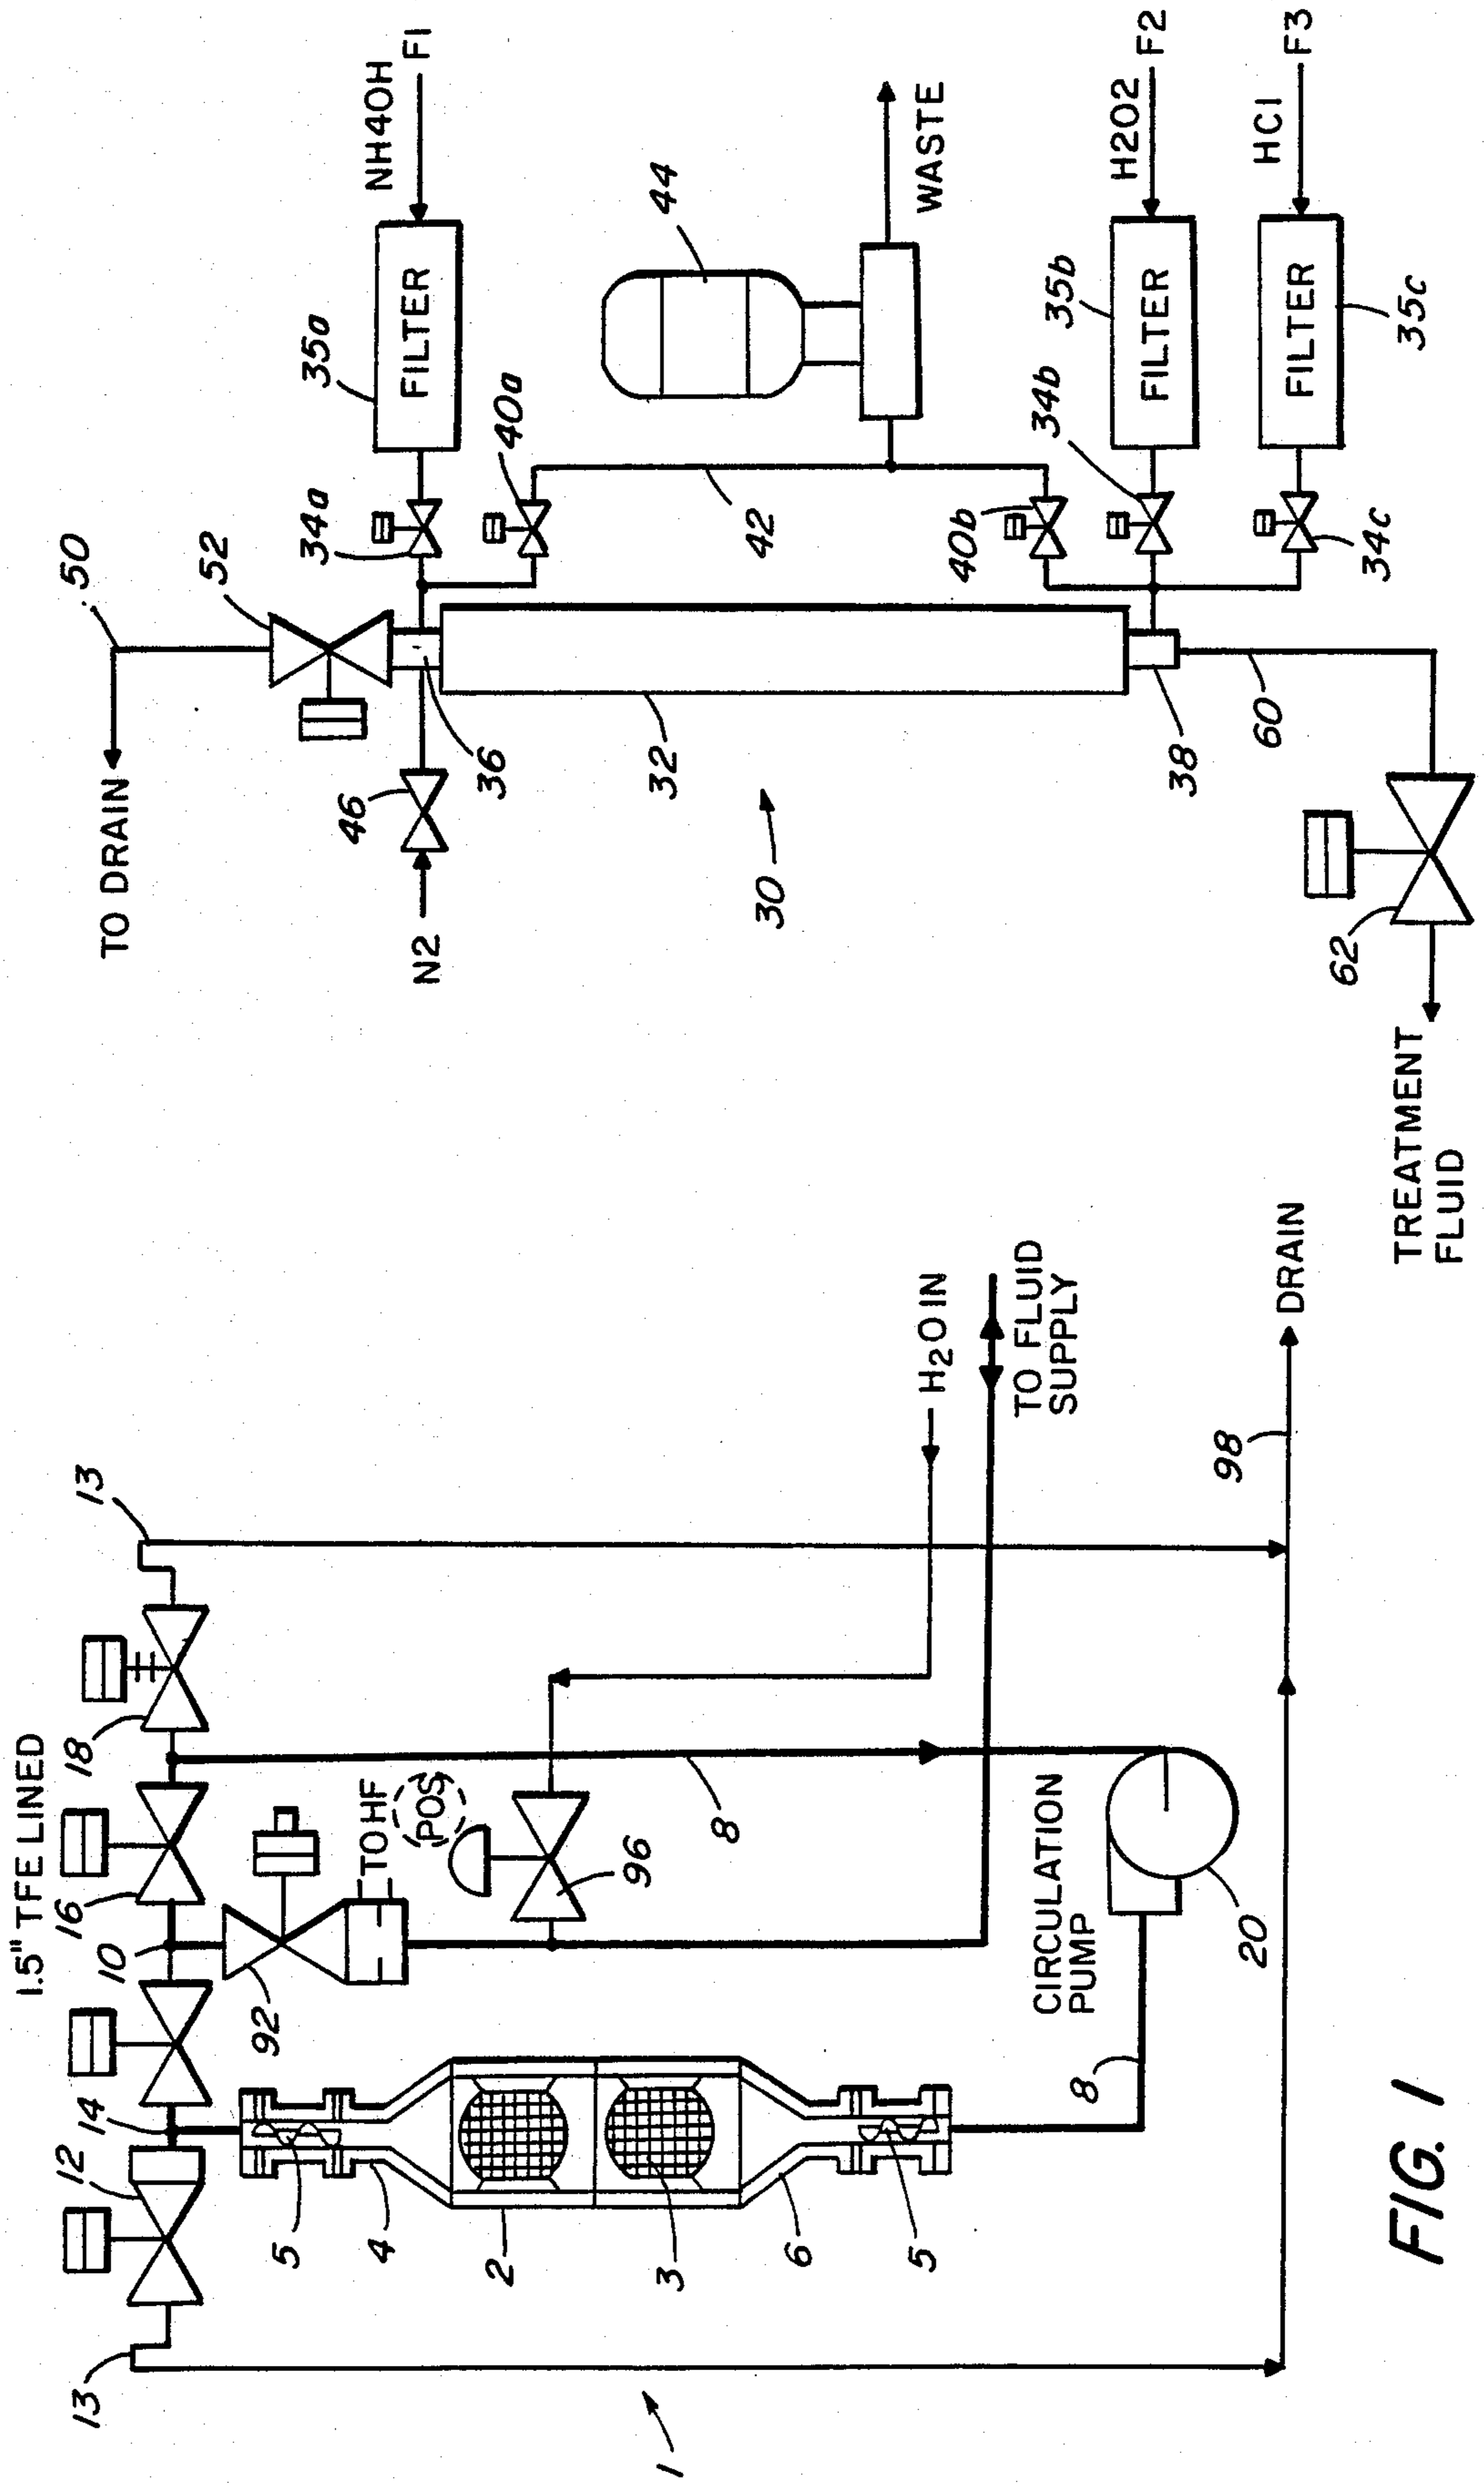 1.5" TFE LINED
13
12
14
10
16
18
13
5
4
2
3
6
5
92
TO HF
POS
96
8
H2O IN
TO FLUID
SUPPLY
CIRCULATION
PUMP
20
8
98
DRAIN
1
50
TO DRAIN
52
34a
35a
FILTER
NH4OH
F1
46
N2
36
40a
32
30
42
44
WASTE
40b
34b
35b
FILTER
H2O2
F2
38
60
34c
35c
FILTER
HCl
F3
62
TREATMENT
FLUID
FIG. 1